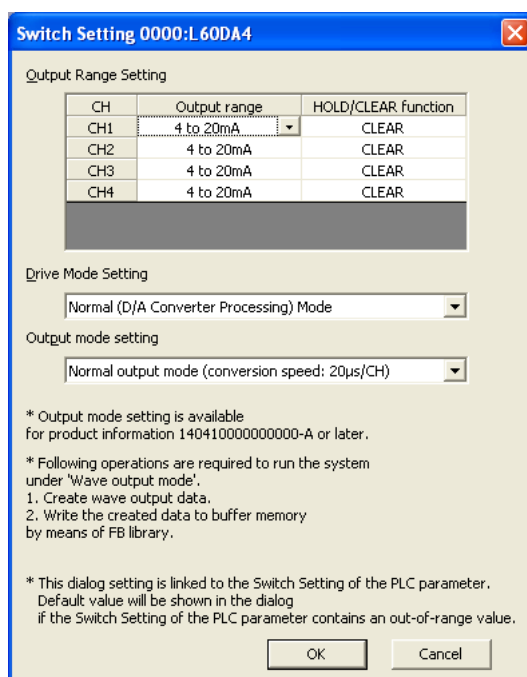 Switch Setting 0000:L60DA4
Output Range Setting
CH Output range HOLD/CLEAR function
CH1 4 to 20mA CLEAR
CH2 4 to 20mA CLEAR
CH3 4 to 20mA CLEAR
CH4 4 to 20mA CLEAR
Drive Mode Setting
Normal (D/A Converter Processing) Mode
Output mode setting
Normal output mode (conversion speed: 20µs/CH)
* Output mode setting is available
for product information 140410000000000-A or later.
* Following operations are required to run the system
under 'Wave output mode'.
1. Create wave output data.
2. Write the created data to buffer memory
by means of FB library.
* This dialog setting is linked to the Switch Setting of the PLC parameter.
Default value will be shown in the dialog
if the Switch Setting of the PLC parameter contains an out-of-range value.
OK Cancel